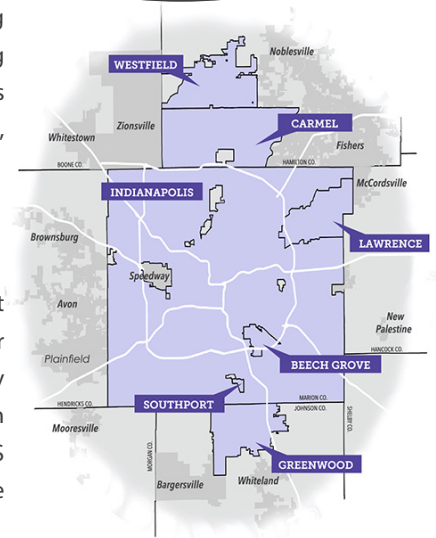 Noblesville
WESTFIELD
CARMEL
Zionsville
Whitestown
Fishers
BOONE CO.
HAMILTON CO.
McCordsville
INDIANAPOLIS
Brownsburg
LAWRENCE
Speedway
Avon
New
Palestine
Plainfield
HANCOCK CO.
BEECH GROVE
MARION CO.
HENDRICKS CO.
SOUTHPORT
JOHNSON CO.
SHELBY CO.
Mooresville
MORGAN CO.
GREENWOOD
Bargersville
Whiteland